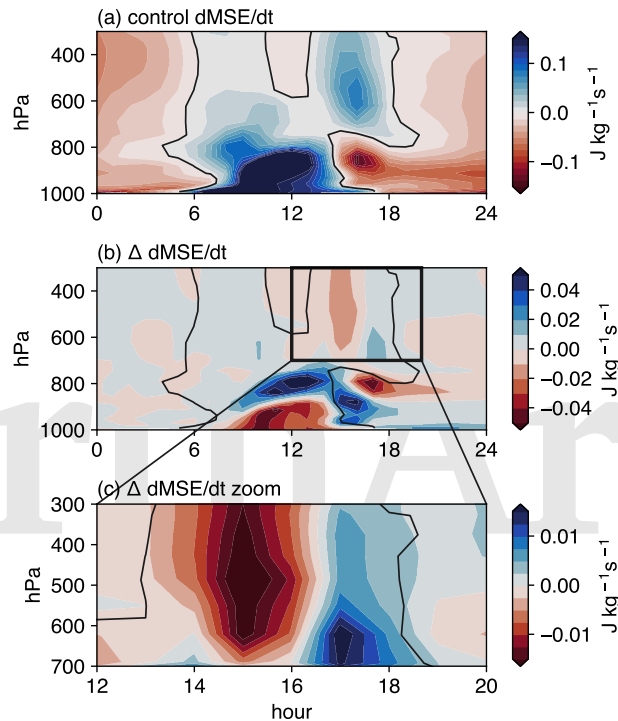 (a) control dMSE/dt
400
600
800
1000
hPa
0 6 12 18 24
0.1
0.0
−0.1
J kg⁻¹s⁻¹
(b) Δ dMSE/dt
400
600
800
1000
hPa
0 6 12 18 24
0.04
0.02
0.00
−0.02
−0.04
J kg⁻¹s⁻¹
(c) Δ dMSE/dt zoom
300
400
500
600
700
hPa
12 14 16 18 20
hour
0.01
0.00
−0.01
J kg⁻¹s⁻¹